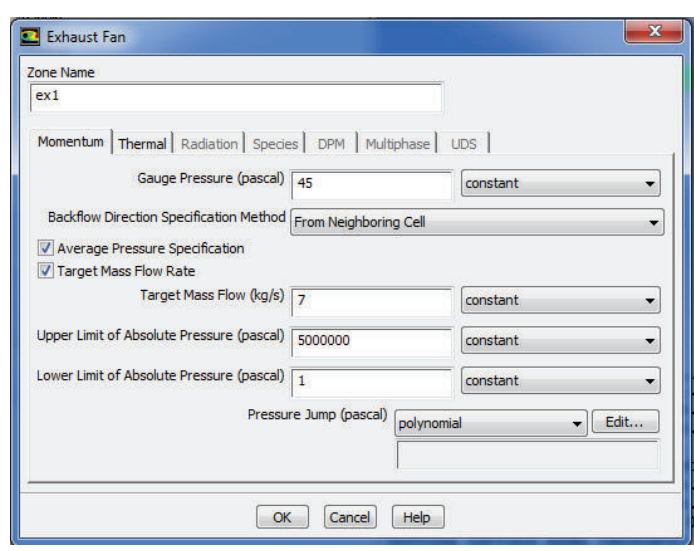 Exhaust Fan
Zone Name
ex1
Momentum Thermal Radiation Species DPM Multiphase UDS
Gauge Pressure (pascal) 45 constant
Backflow Direction Specification Method From Neighboring Cell
Average Pressure Specification
Target Mass Flow Rate
Target Mass Flow (kg/s) 7 constant
Upper Limit of Absolute Pressure (pascal) 5000000 constant
Lower Limit of Absolute Pressure (pascal) 1 constant
Pressure Jump (pascal) polynomial Edit...
OK Cancel Help